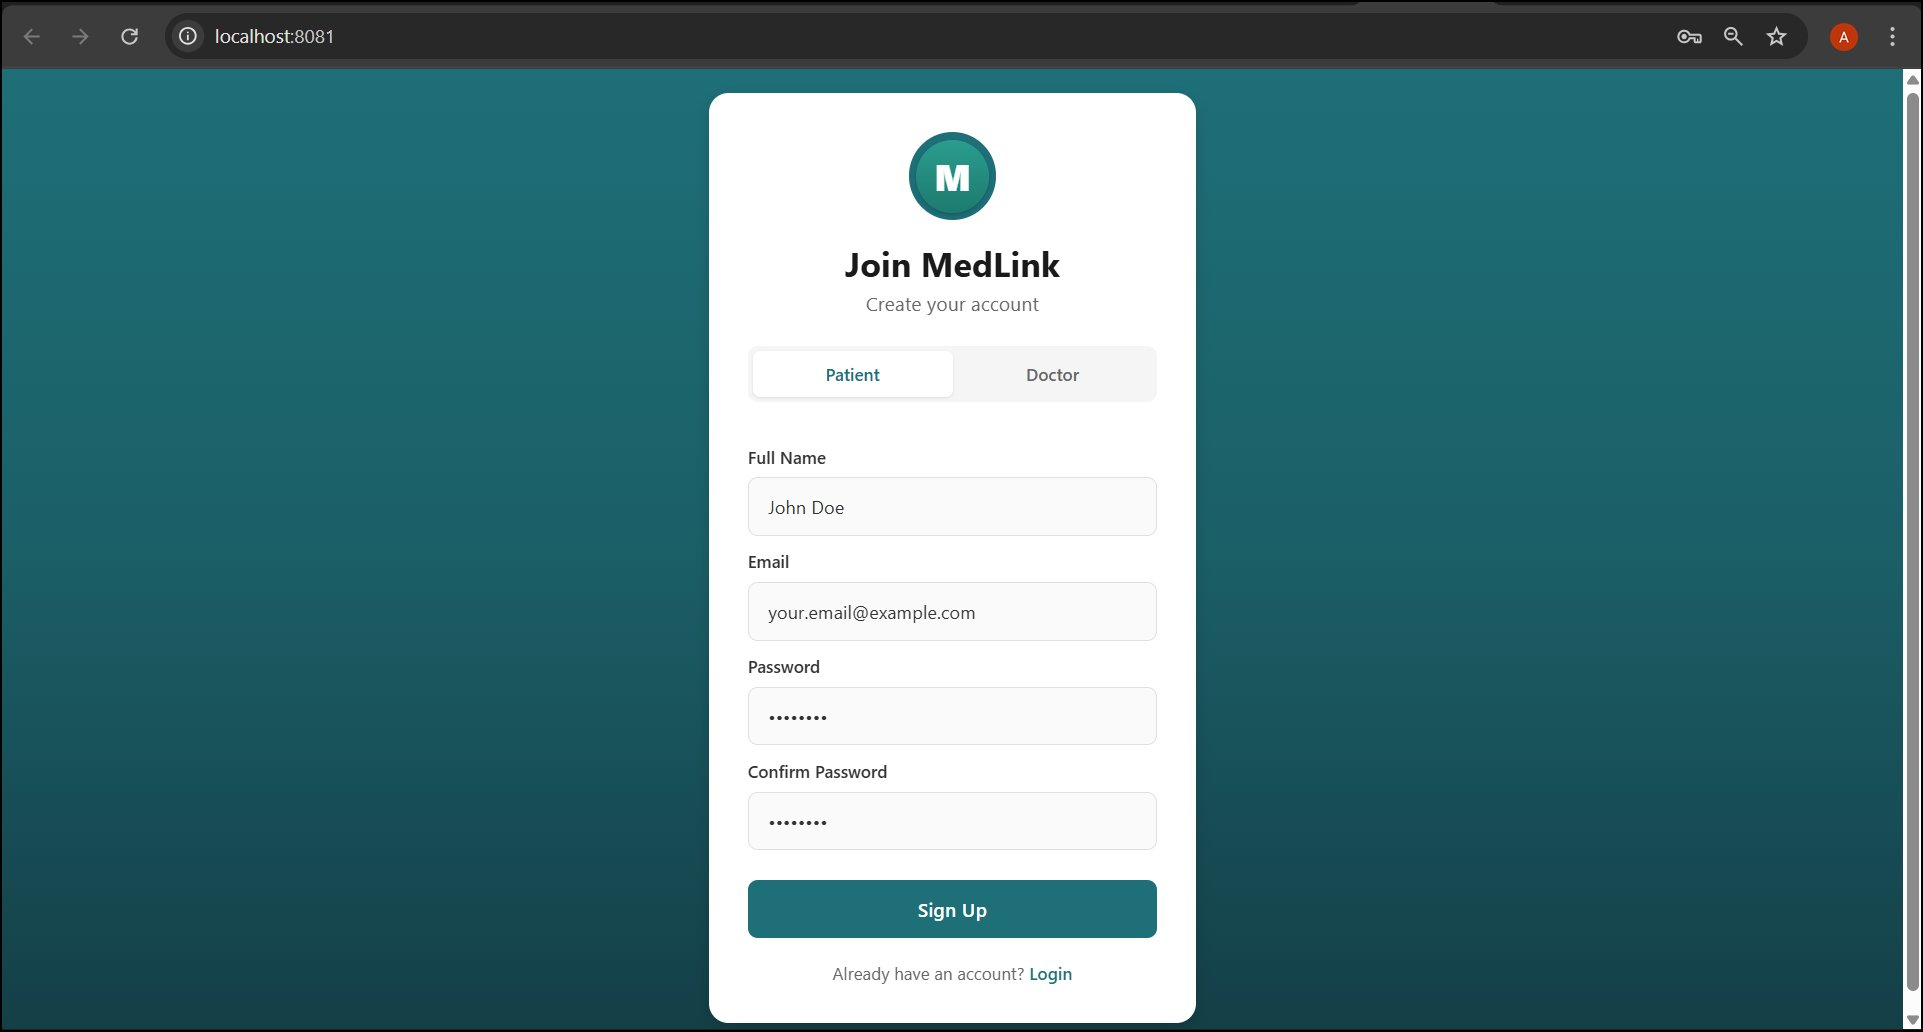 localhost:8081
A
M
Join MedLink
Create your account
Patient Doctor
Full Name
John Doe
Email
your.email@example.com
Password
••••••••
Confirm Password
••••••••
Sign Up
Already have an account? Login